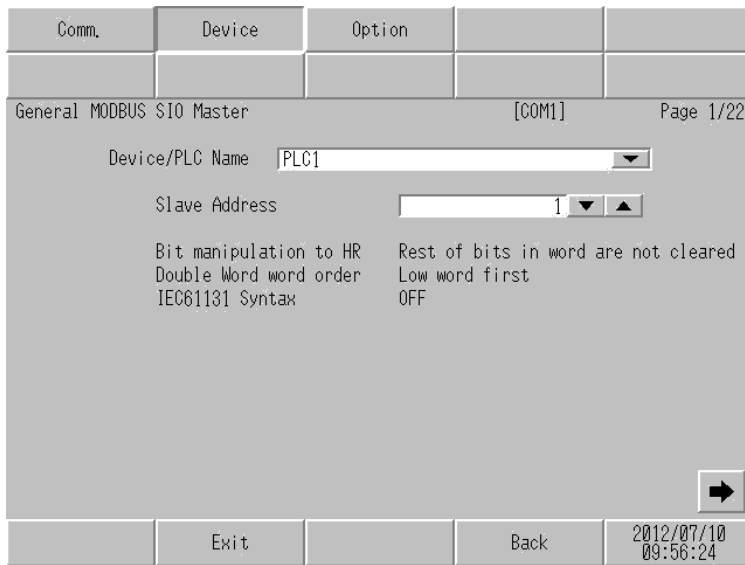 Comm. Device Option
General MODBUS SIO Master [COM1] Page 1/22
Device/PLC Name PLC1
Slave Address 1
Bit manipulation to HR Rest of bits in word are not cleared
Double Word word order Low word first
IEC61131 Syntax OFF
Exit Back 2012/07/10
09:56:24